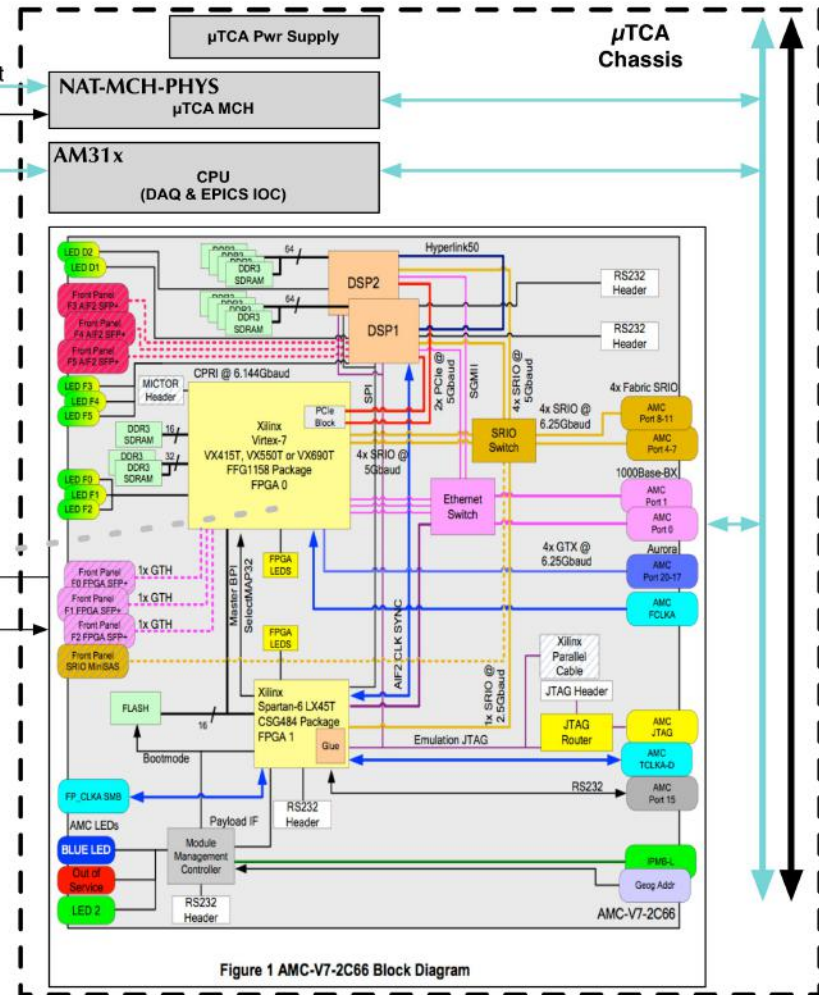 µTCA Pwr Supply
µTCA
Chassis
t
NAT-MCH-PHYS
µTCA MCH
AM31x
CPU
(DAQ & EPICS IOC)
LED D2
LED D1
DDR3
DDR3
SDRAM
64
Hyperlink50
DSP2
RS232
Header
Front Panel
F3 AIF2 SFP+
Front Panel
F4 AIF2 SFP+
Front Panel
F5 AIF2 SFP+
DDR3
DDR3
SDRAM
64
DSP1
RS232
Header
CPRI @ 6.144Gbaud
SPI
2x PCIe @
5Gbaud
SGMII
4x SRIO @
5Gbaud
4x Fabric SRIO
LED F3
LED F4
LED F5
MICTOR
Header
PCIe
Block
Xilinx
Virtex-7
VX415T, VX550T or VX690T
FFG1158 Package
FPGA 0
DDR3
SDRAM
16
DDR3
DDR3
SDRAM
32
4x SRIO @
5Gbaud
SRIO
Switch
4x SRIO @
6.25Gbaud
AMC
Port 8-11
AMC
Port 4-7
1000Base-BX
LED F0
LED F1
LED F2
Ethernet
Switch
AMC
Port 1
AMC
Port 0
Aurora
4x GTX @
6.25Gbaud
AMC
Port 20-17
AMC
FCLKA
Front Panel
F0 FPGA SFP+
1x GTH
Front Panel
F1 FPGA SFP+
1x GTH
Front Panel
F2 FPGA SFP+
1x GTH
Front Panel
SRIO MiniSAS
FPGA
LEDS
Master BPI
SelectMAP32
FPGA
LEDS
AIF2 CLK SYNC
1x SRIO @
2.5Gbaud
Xilinx
Parallel
Cable
JTAG Header
FLASH
16
Xilinx
Spartan-6 LX45T
CSG484 Package
FPGA 1
Glue
JTAG
Router
AMC
JTAG
Bootmode
Emulation JTAG
AMC
TCLKA-D
FP_CLKA SMB
RS232
Header
RS232
AMC
Port 15
AMC LEDs
Payload IF
BLUE LED
Out of
Service
LED 2
Module
Management
Controller
RS232
Header
IPMB-L
Geog Addr
AMC-V7-2C66
Figure 1 AMC-V7-2C66 Block Diagram